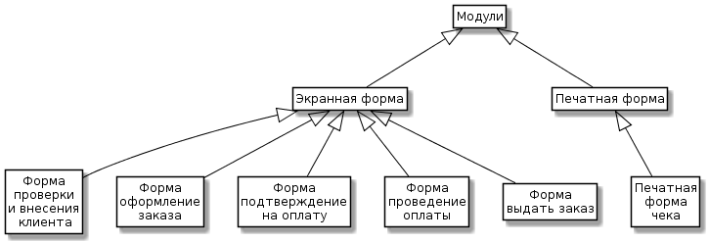 Модули
Экранная форма
Печатная форма
Форма
проверки
и внесения
клиента
Форма
оформление
заказа
Форма
подтверждение
на оплату
Форма
проведение
оплаты
Форма
выдать заказ
Печатная
форма
чека